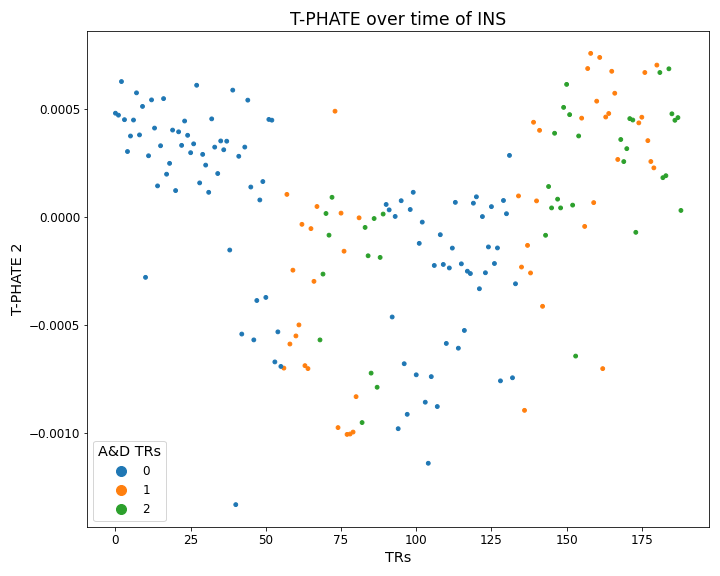 T-PHATE over time of INS
T-PHATE 2
0.0005
0.0000
−0.0005
−0.0010
A&D TRs
0
1
2
0 25 50 75 100 125 150 175
TRs